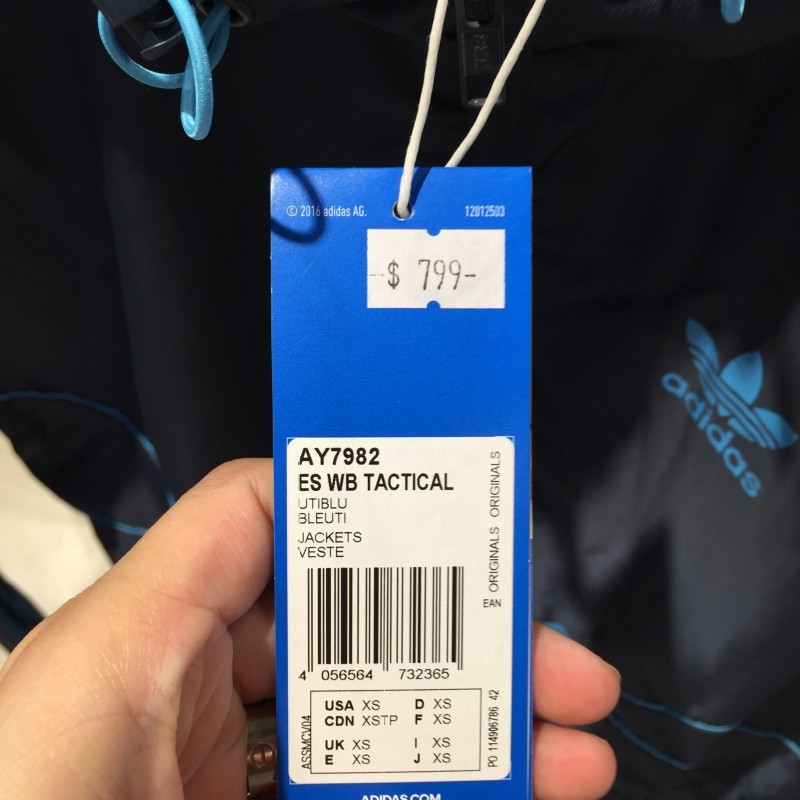 © 2016 adidas AG.
12012503
-$ 799-
AY7982
ES WB TACTICAL
UTIBLU
BLEUTI
JACKETS
VESTE
ORIGINALS ORIGINALS
EAN
4 056564 732365
USA XS D XS
CDN XSTP F XS
UK XS I XS
E XS J XS
ASSMCV04
PO 114906786 42
ADIDAS.COM
adidas